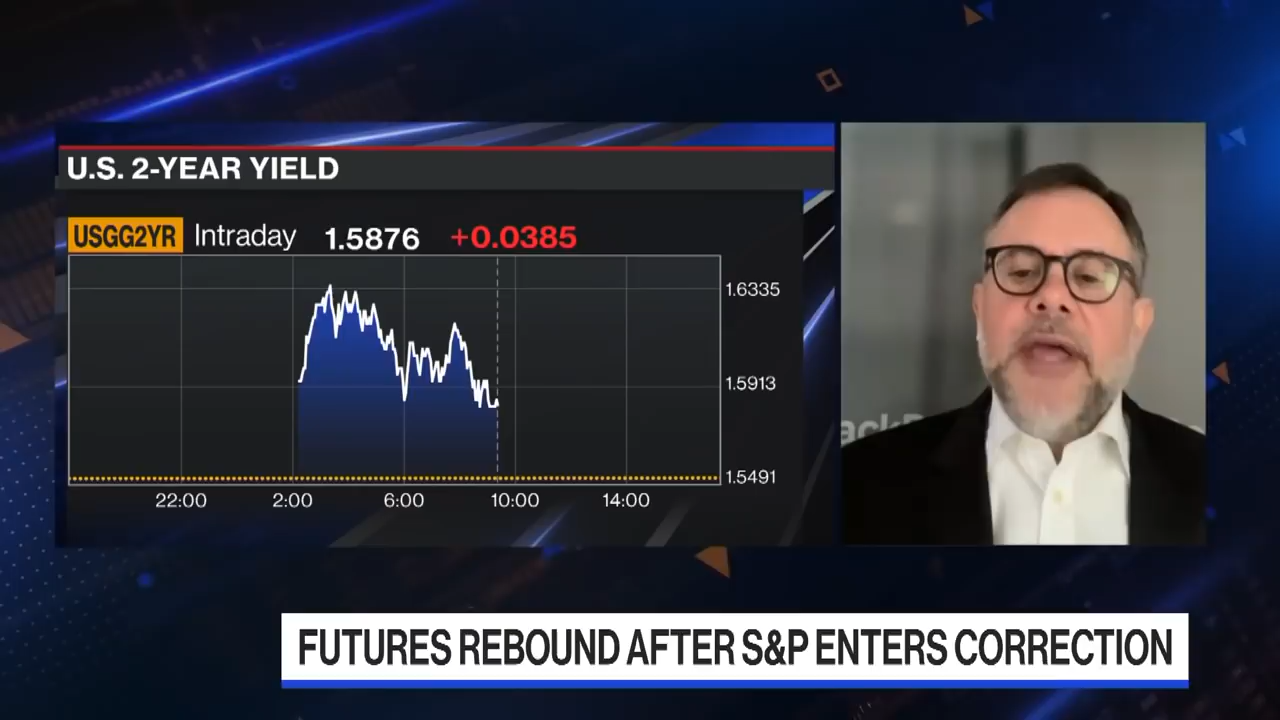 U.S. 2-YEAR YIELD
USGG2YR Intraday 1.5876 +0.0385
1.6335
1.5913
1.5491
22:00 2:00 6:00 10:00 14:00
FUTURES REBOUND AFTER S&P ENTERS CORRECTION